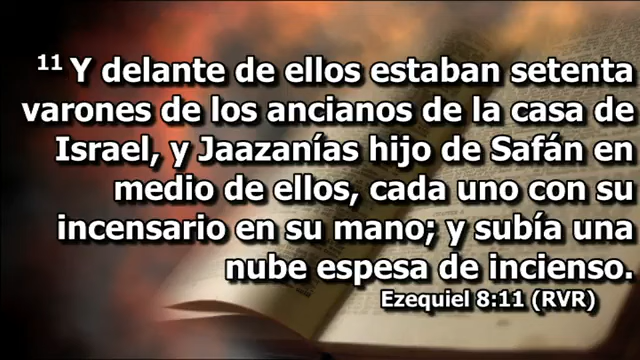 11 Y delante de ellos estaban setenta
varones de los ancianos de la casa de
Israel, y Jaazanías hijo de Safán en
medio de ellos, cada uno con su
incensario en su mano; y subía una
nube espesa de incienso.
Ezequiel 8:11 (RVR)